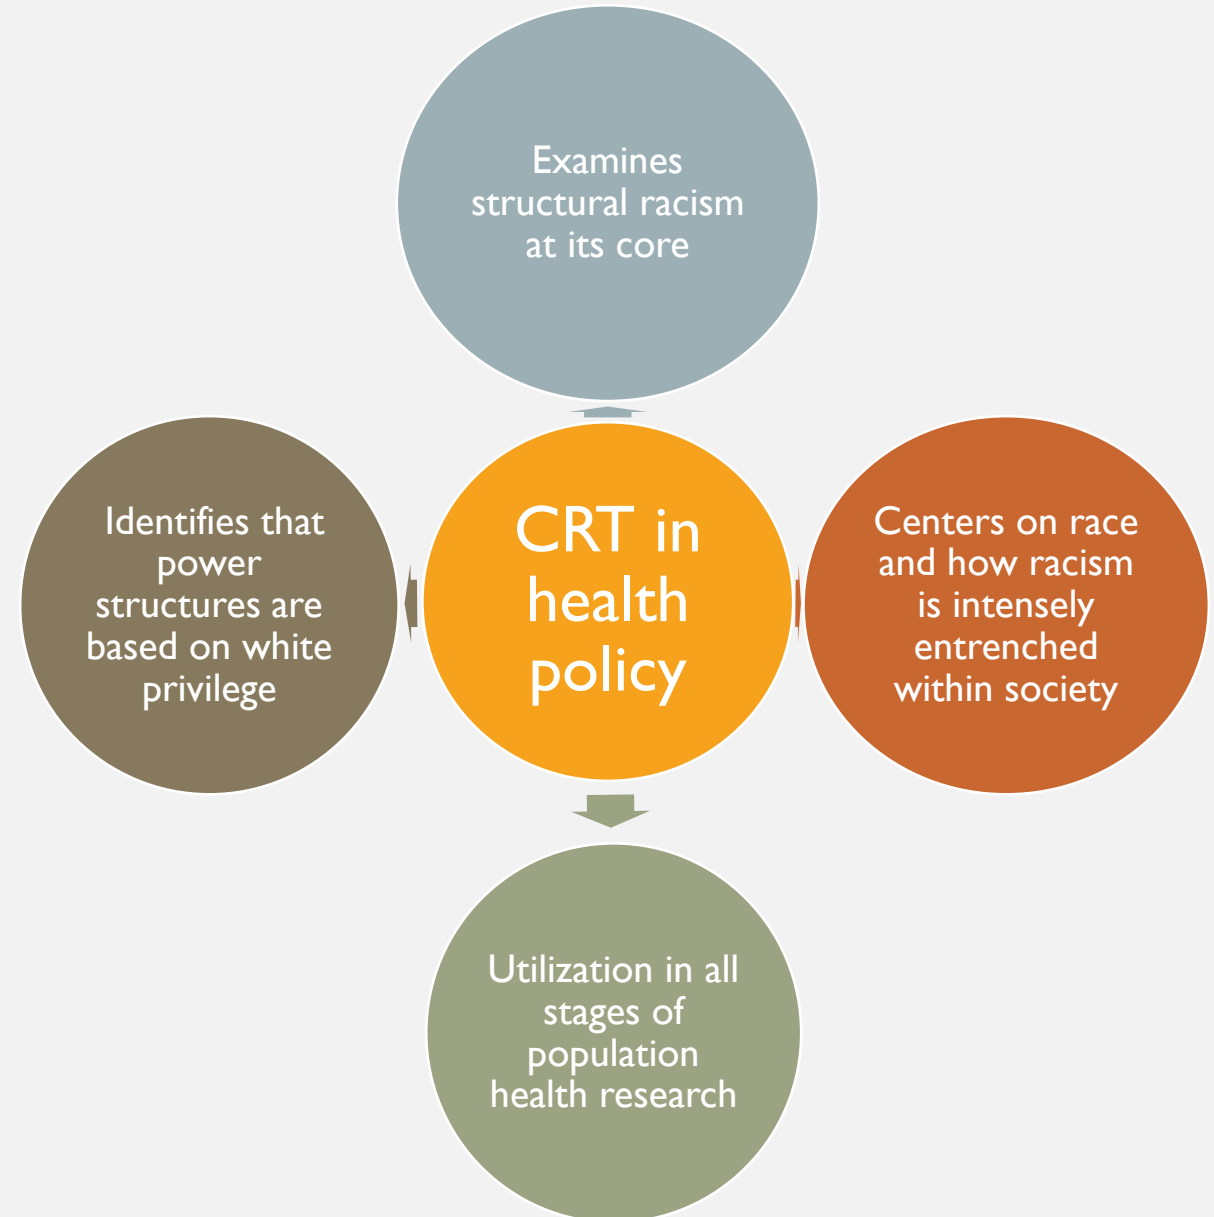 Examines
structural racism
at its core
Identifies that
power
structures are
based on white
privilege
CRT in
health
policy
Centers on race
and how racism
is intensely
entrenched
within society
Utilization in all
stages of
population
health research